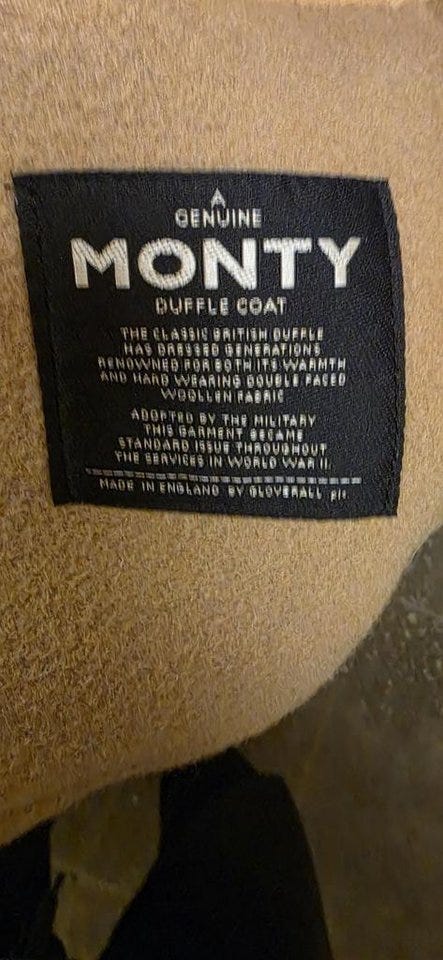 A
GENUINE
MONTY
DUFFLE COAT
THE CLASSIC BRITISH DUFFLE
HAS DRESSED GENERATIONS
RENOWNED FOR BOTH ITS WARMTH
AND HARD WEARING DOUBLE FACED
WOOLLEN FABRIC
ADOPTED BY THE MILITARY
THIS GARMENT BECAME
STANDARD ISSUE THROUGHOUT
THE SERVICES IN WORLD WAR II.
MADE IN ENGLAND BY GLOVERALL plc